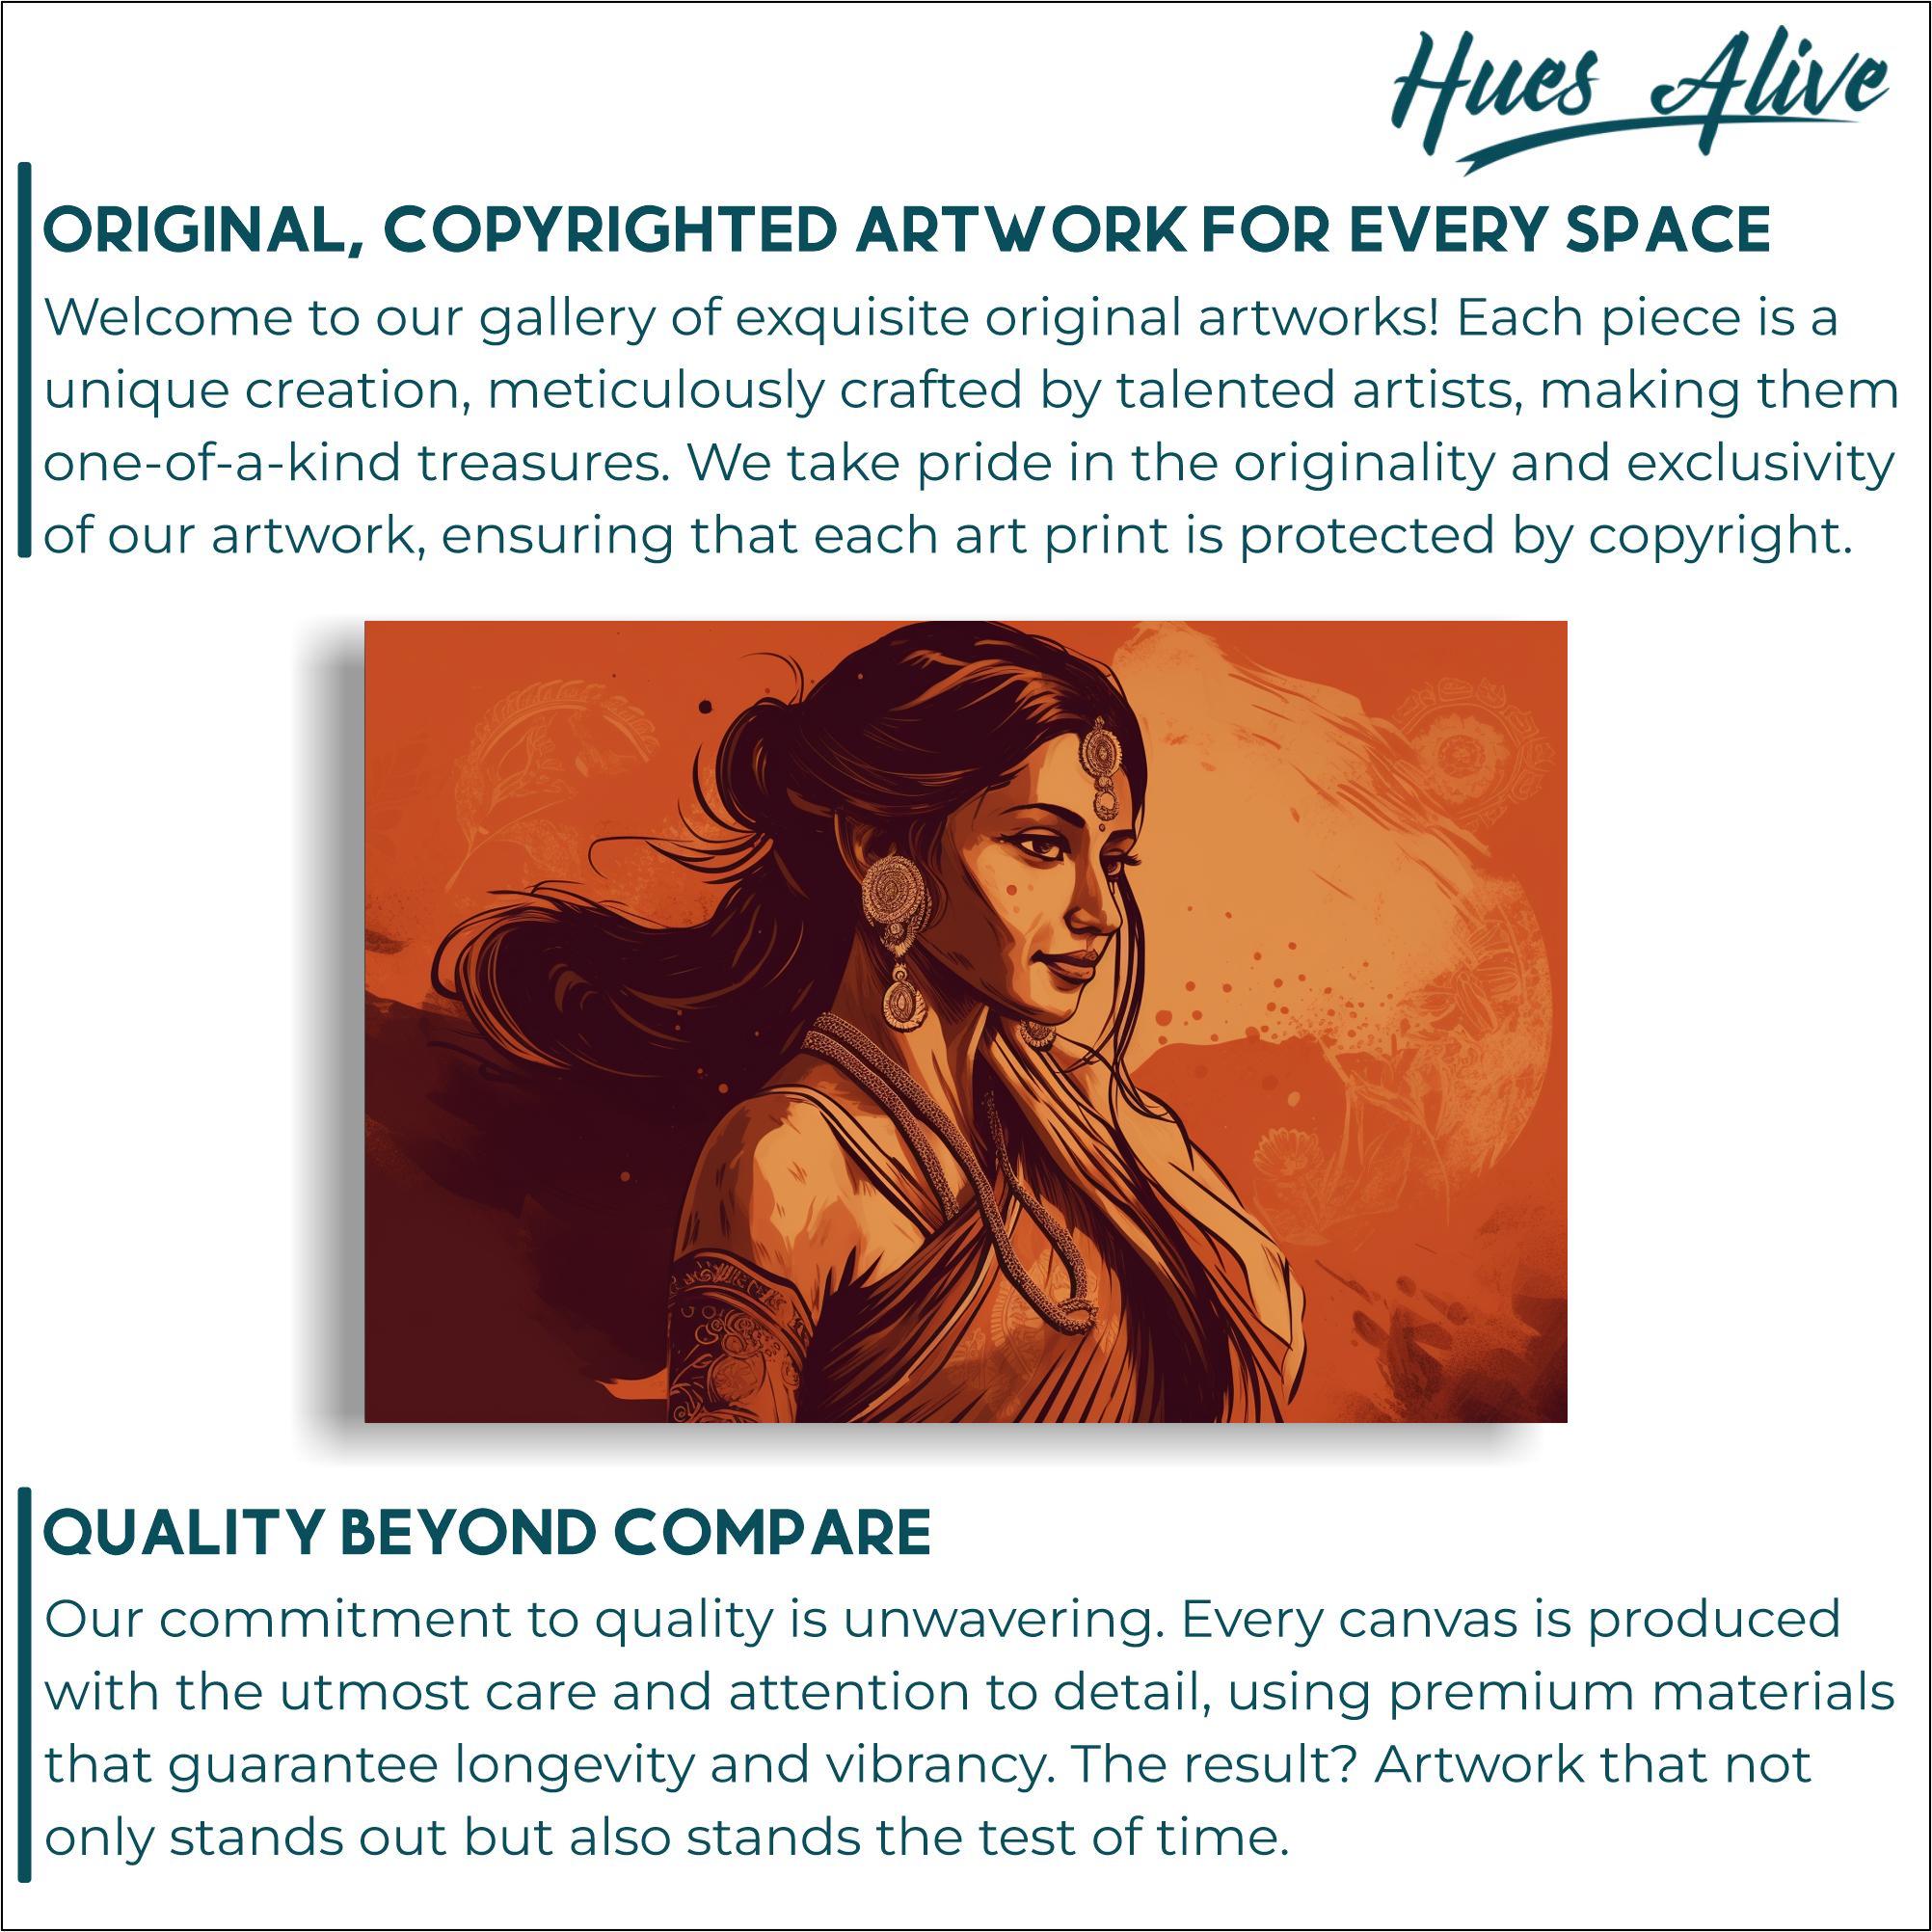 Hues Alive
ORIGINAL, COPYRIGHTED ARTWORK FOR EVERY SPACE
Welcome to our gallery of exquisite original artworks! Each piece is a
unique creation, meticulously crafted by talented artists, making them
one-of-a-kind treasures. We take pride in the originality and exclusivity
of our artwork, ensuring that each art print is protected by copyright.
QUALITY BEYOND COMPARE
Our commitment to quality is unwavering. Every canvas is produced
with the utmost care and attention to detail, using premium materials
that guarantee longevity and vibrancy. The result? Artwork that not
only stands out but also stands the test of time.